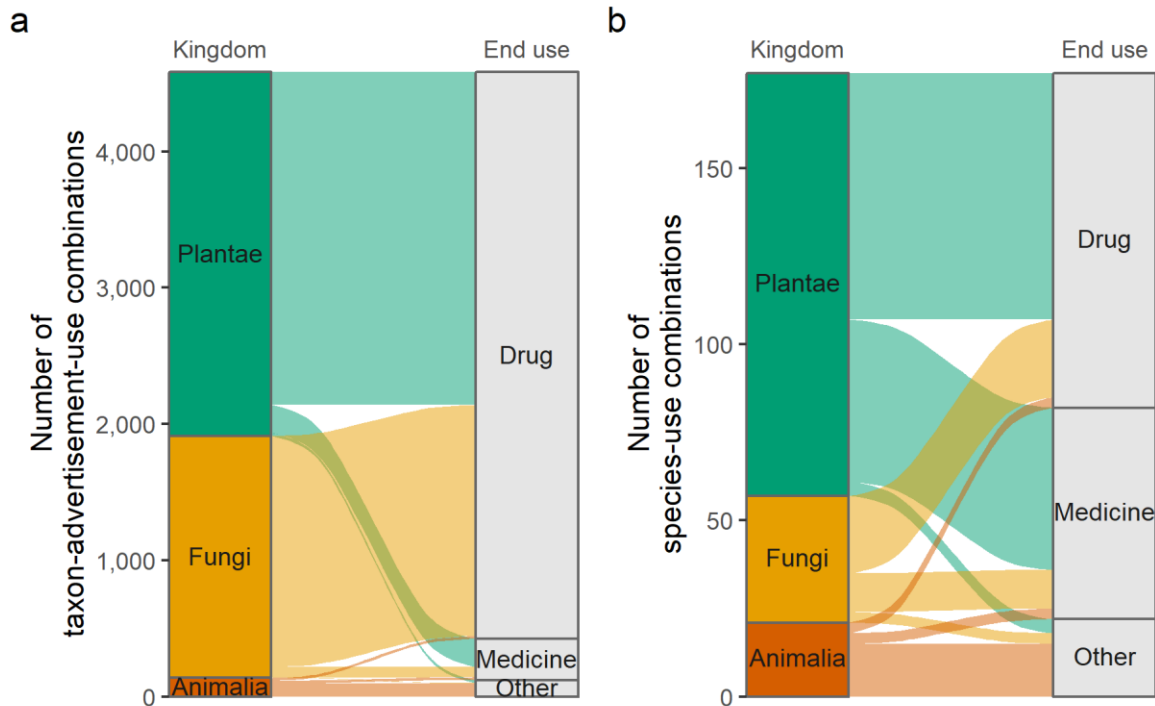 a
Kingdom
End use
Number of
taxon-advertisement-use combinations
4,000
3,000
2,000
1,000
0
Plantae
Fungi
Animalia
Drug
Medicine
Other
b
Kingdom
End use
Number of
species-use combinations
150
100
50
0
Plantae
Fungi
Animalia
Drug
Medicine
Other